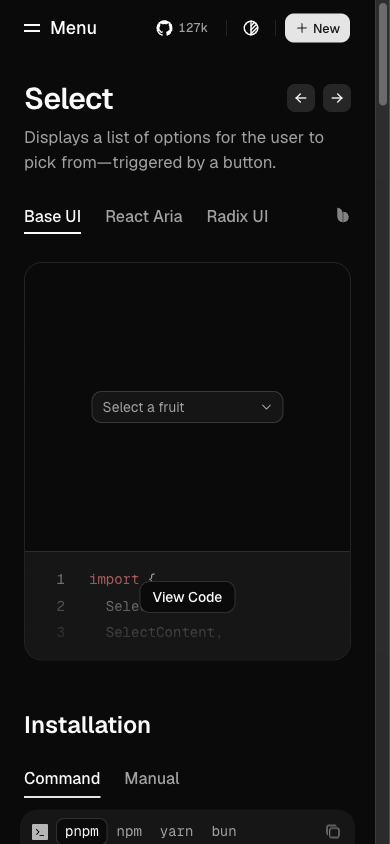 Menu 127k New
Select
Displays a list of options for the user to
pick from—triggered by a button.
Base UI React Aria Radix UI
Select a fruit
1 import {
2
View Code
3 SelectContent,
Installation
Command Manual
pnpm npm yarn bun